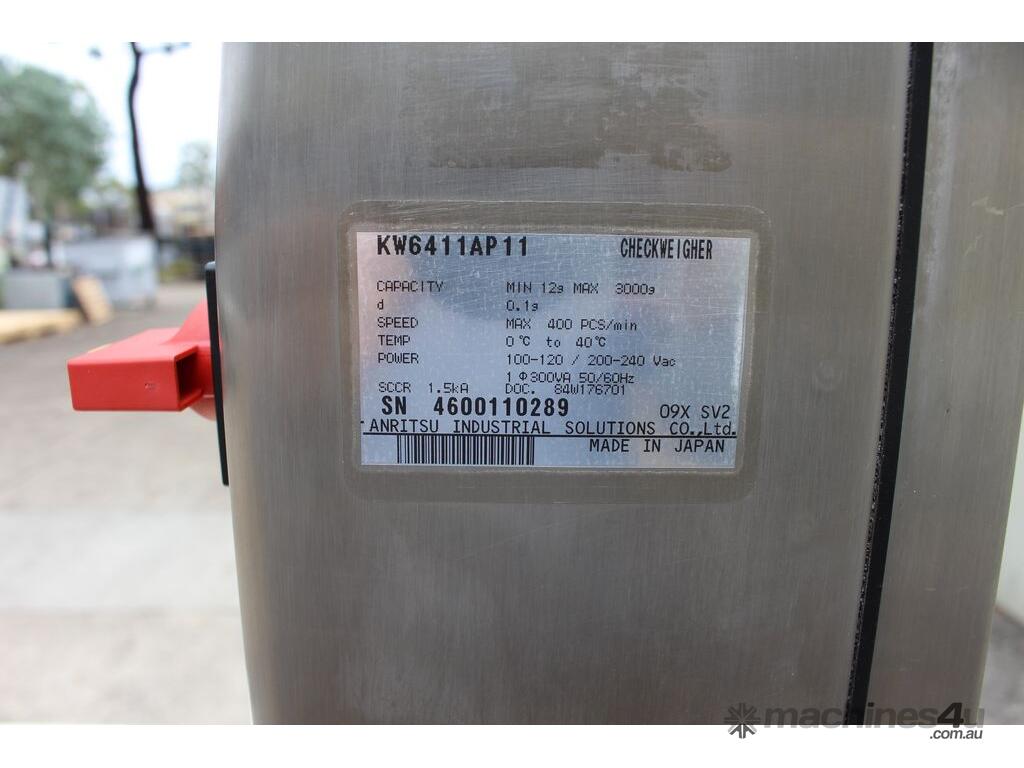 KW6411AP11 CHECKWEIGHER
CAPACITY MIN 12g MAX 3000g
d 0.1g
SPEED MAX 400 PCS/min
TEMP 0℃ to 40℃
POWER 100-120 / 200-240 Vac
1Φ300VA 50/60Hz
SCCR 1.5kA DOC. 84W176701
SN 4600110289 09X SV2
ANRITSU INDUSTRIAL SOLUTIONS CO.,Ltd.
MADE IN JAPAN
machines4u
.com.au